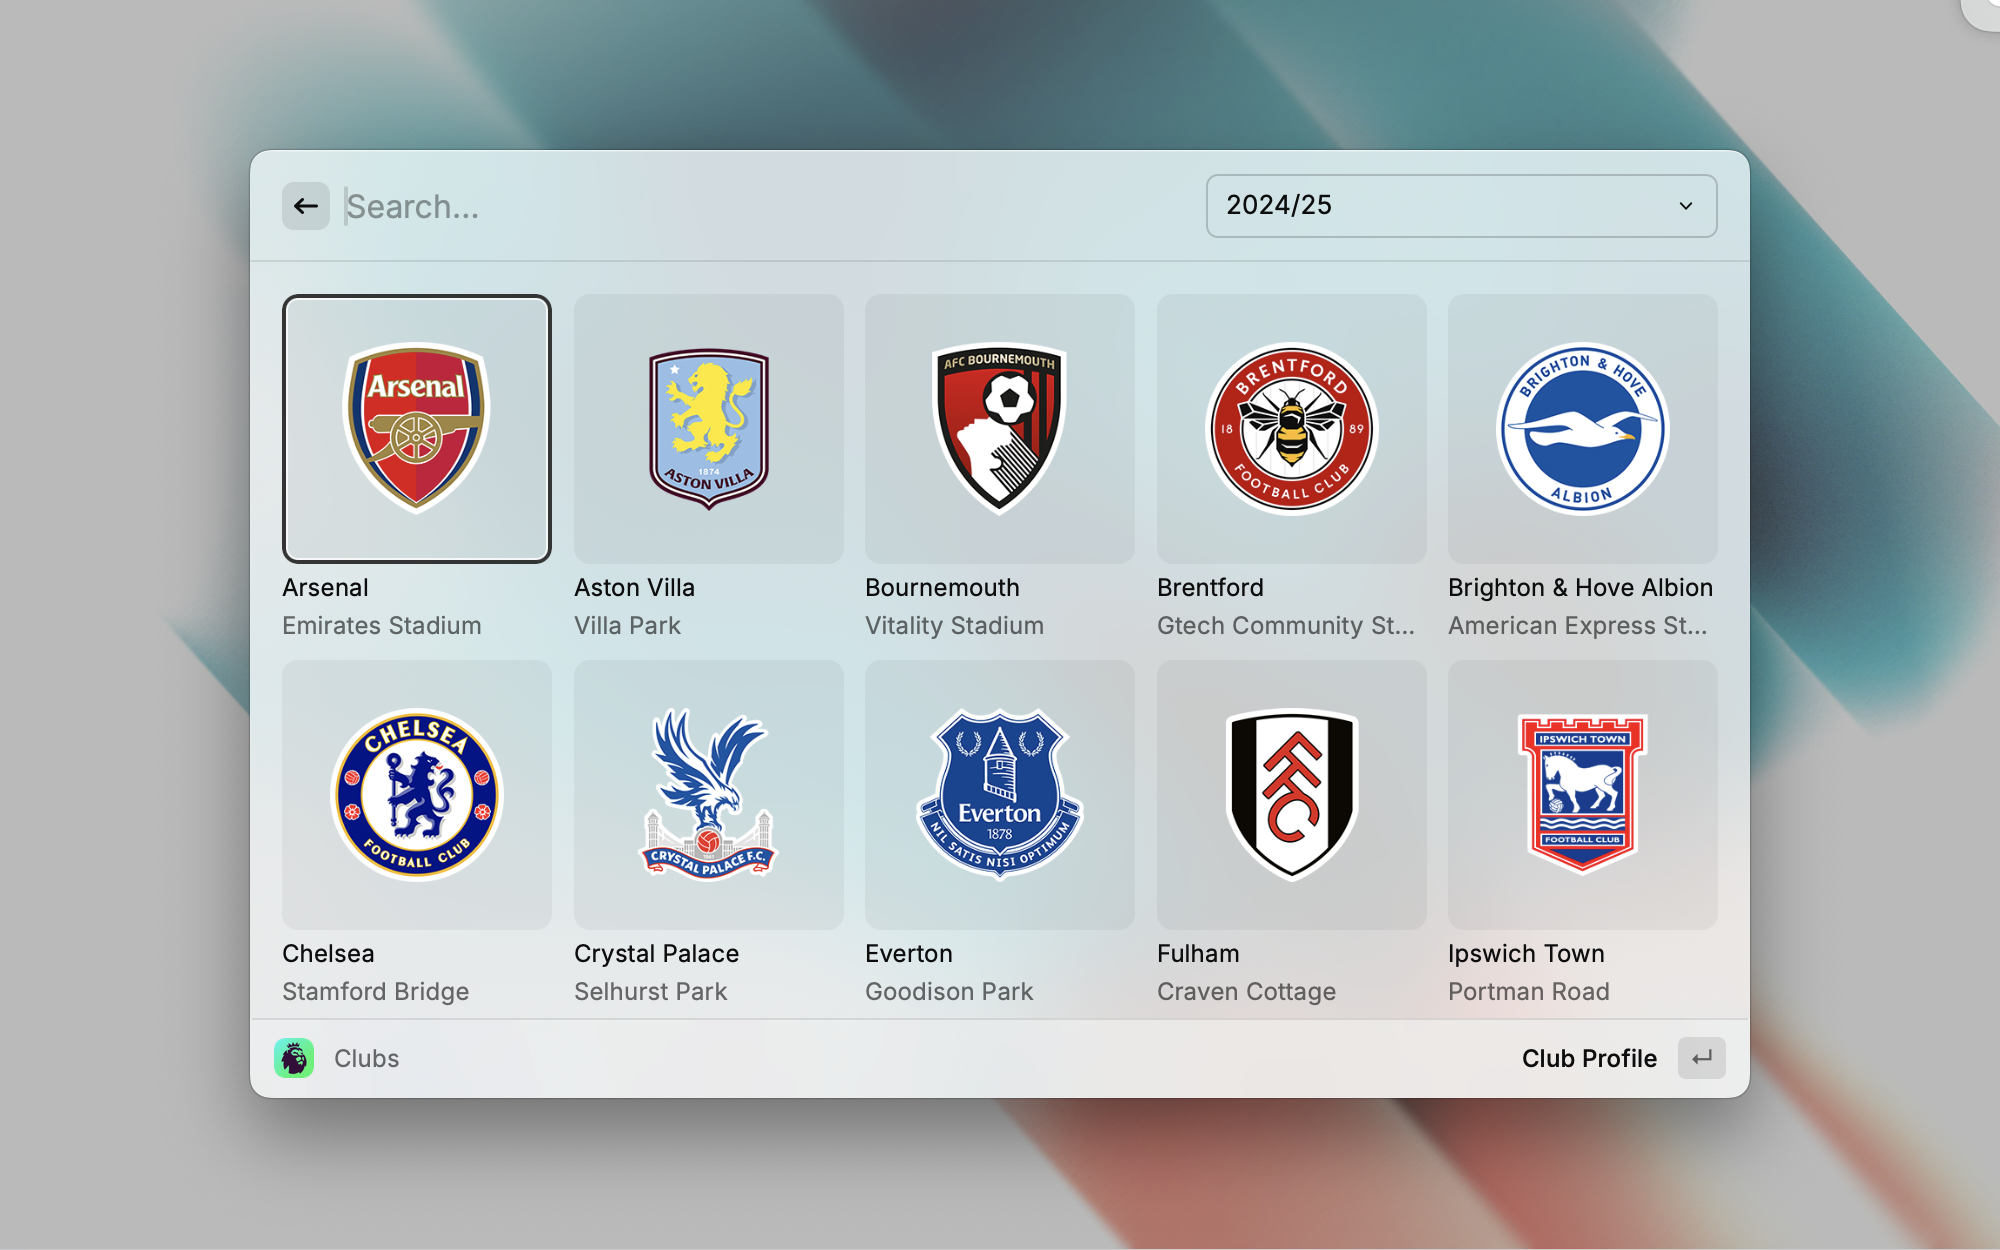 Search...
2024/25
Arsenal
ASTON VILLA
1874
AFC BOURNEMOUTH
BRENTFORD
18 89
FOOTBALL CLUB
BRIGHTON & HOVE
ALBION
Arsenal
Aston Villa
Bournemouth
Brentford
Brighton & Hove Albion
Emirates Stadium
Villa Park
Vitality Stadium
Gtech Community St...
American Express St...
CHELSEA
FOOTBALL CLUB
CRYSTAL PALACE F.C.
Everton
1878
NIL SATIS NISI OPTIMUM
FFC
IPSWICH TOWN
FOOTBALL CLUB
Chelsea
Crystal Palace
Everton
Fulham
Ipswich Town
Stamford Bridge
Selhurst Park
Goodison Park
Craven Cottage
Portman Road
Clubs
Club Profile